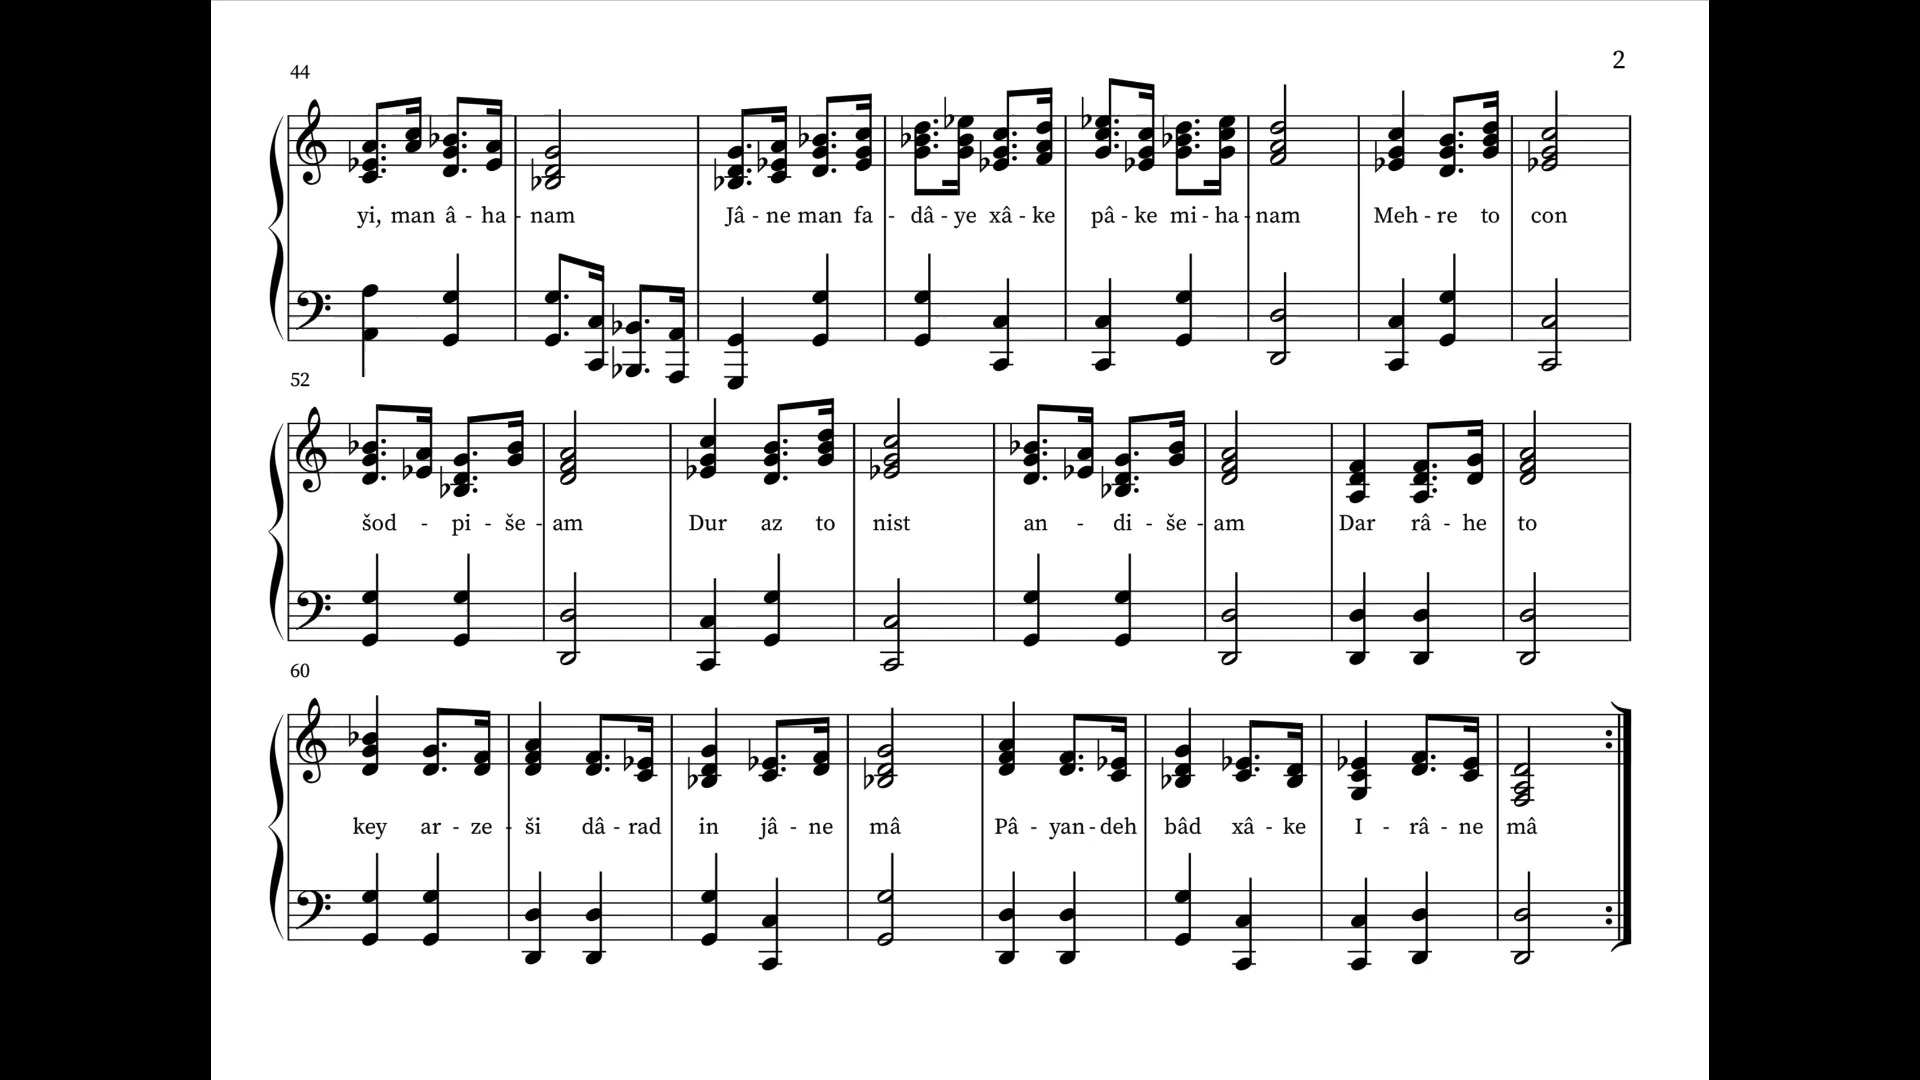 2
44
yi, man â - ha - nam Jâ - ne man fa - dâ - ye xâ - ke pâ - ke mi - ha - nam Meh - re to con
52
šod - pi - še - am Dur az to nist an - di - še - am Dar râ - he to
60
key ar - ze - ši dâ - rad in jâ - ne mâ Pâ - yan - deh bâd xâ - ke I - râ - ne mâ